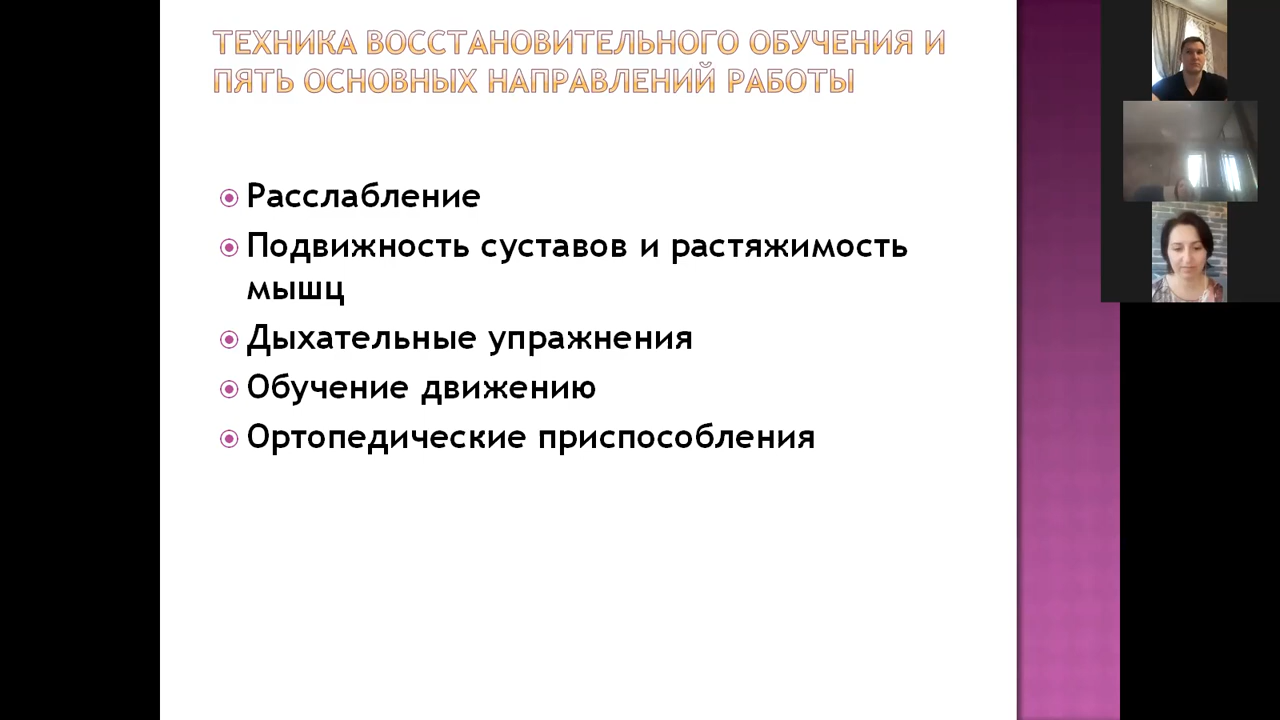 ТЕХНИКА ВОССТАНОВИТЕЛЬНОГО ОБУЧЕНИЯ И
ПЯТЬ ОСНОВНЫХ НАПРАВЛЕНИЙ РАБОТЫ
Расслабление
Подвижность суставов и растяжимость
мышц
Дыхательные упражнения
Обучение движению
Ортопедические приспособления